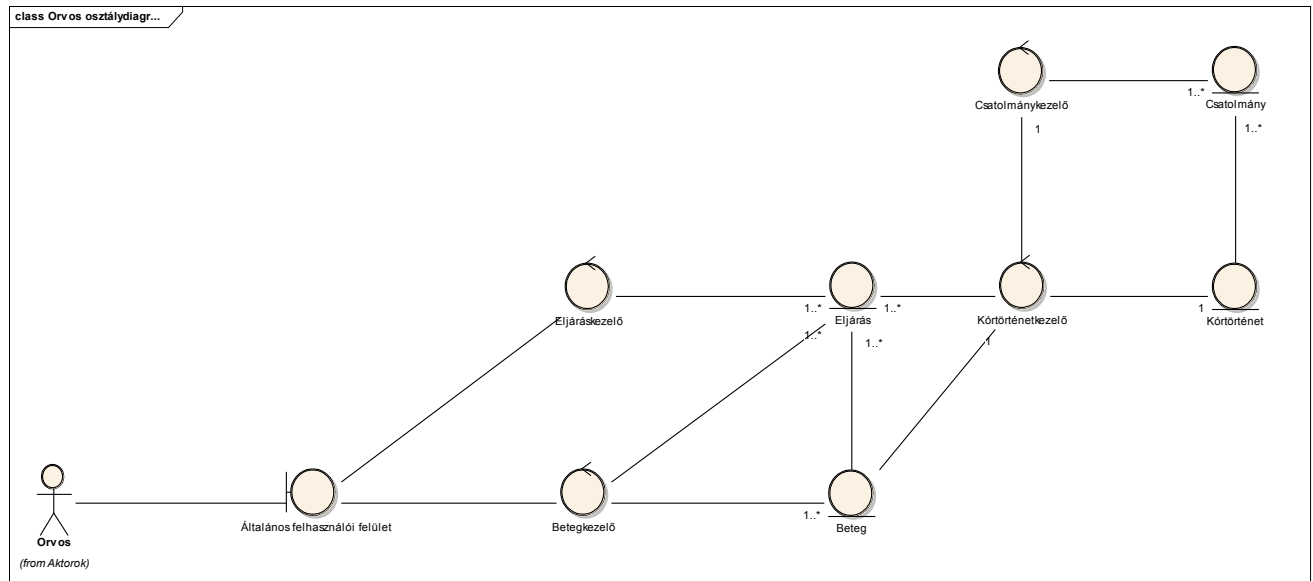 class Orvos osztálydiagr...
Csatolmánykezelő
1..*
Csatolmány
1
1..*
Eljáráskezelő
1..*
Eljárás
1..*
Kórtörténetkezelő
1
Kórtörténet
1..*
1..*
1
Általános felhasználói felület
Betegkezelő
1..*
Beteg
Orvos
(from Aktorok)